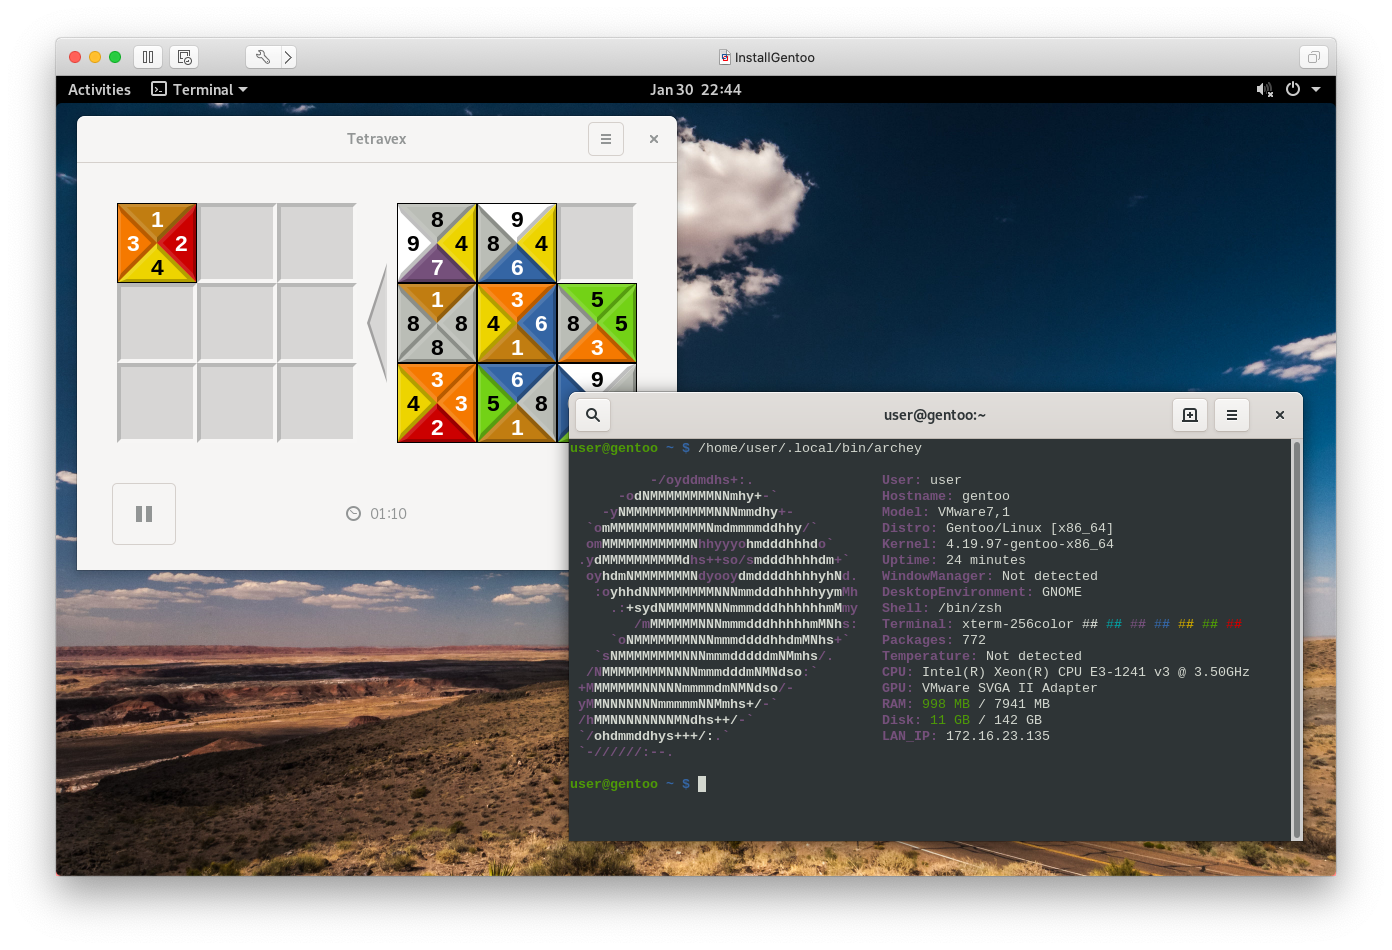 InstallGentoo
Activities Terminal Jan 30 22:44
Tetravex
1
3 2
4
8
9 4
7
9
8 4
6
1
8 8
8
3
4 6
1
5
8 5
3
3
4 3
2
6
5 8
1
9
01:10
user@gentoo:~
user@gentoo ~ $ /home/user/.local/bin/archey
-/oyddmdhs+:. User: user
-odNMMMMMMMMNNmhy+-` Hostname: gentoo
-yNMMMMMMMMMMMNNNmmdhy+- Model: VMware7,1
`omMMMMMMMMMMMMNmdmmmmddhhy/` Distro: Gentoo/Linux [x86_64]
omMMMMMMMMMMMNhhyyyohmdddhhhdo` Kernel: 4.19.97-gentoo-x86_64
.ydMMMMMMMMMMdhs++so/smdddhhhhdm+` Uptime: 24 minutes
oyhdmNMMMMMMMNdyooydmddddhhhhyhNd. WindowManager: Not detected
:oyhhdNNMMMMMMMNNNmmdddhhhhhyymMh DesktopEnvironment: GNOME
.:+sydNMMMMMNNNmmmdddhhhhhhmMmy Shell: /bin/zsh
/mMMMMMMNNNmmmdddhhhhhmMNhs: Terminal: xterm-256color ## ## ## ## ## ## ##
`oNMMMMMMMNNNmmmddddhhdmMNhs+` Packages: 772
`sNMMMMMMMMNNNmmmdddddmNMmhs/. Temperature: Not detected
/NMMMMMMMMNNNNmmmdddmNMNdso:` CPU: Intel(R) Xeon(R) CPU E3-1241 v3 @ 3.50GHz
+MMMMMMMNNNNNmmmmdmNMNdso/- GPU: VMware SVGA II Adapter
yMMNNNNNNNmmmmmNNMmhs+/-` RAM: 998 MB / 7941 MB
/hMMNNNNNNNNMNdhs++/-` Disk: 11 GB / 142 GB
`/ohdmmddhys+++/:.` LAN_IP: 172.16.23.135
`-//////:--.
user@gentoo ~ $